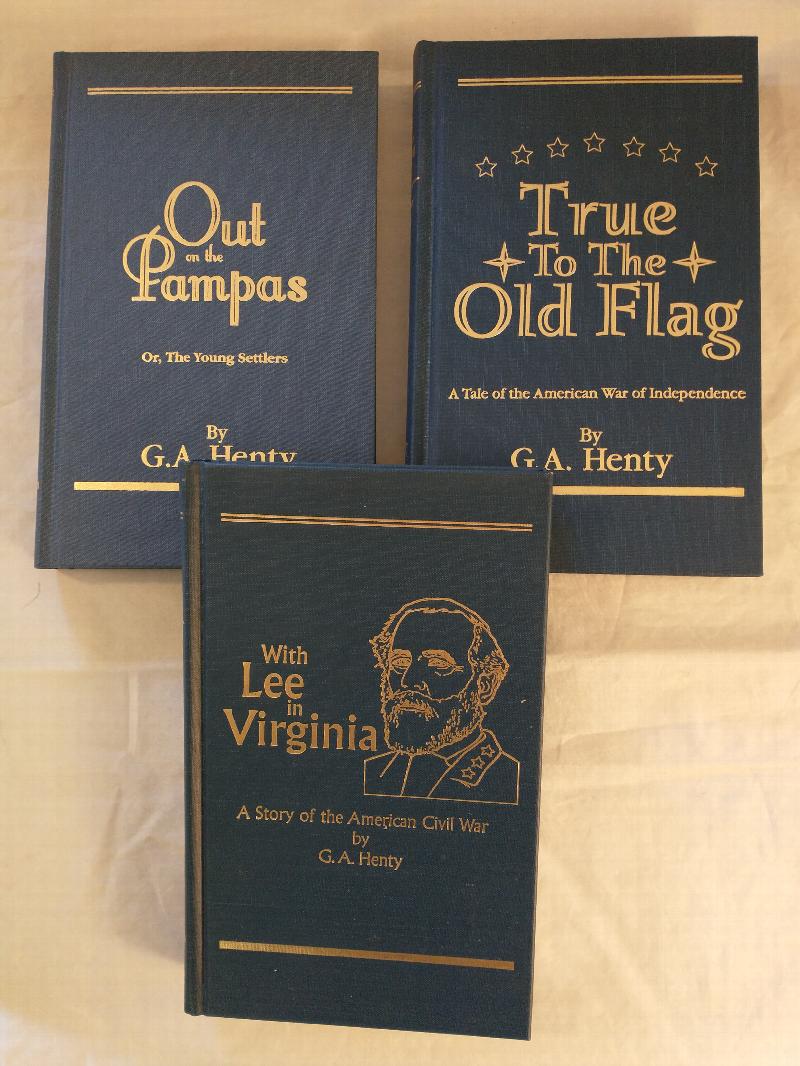 Out
on the
Pampas
Or, The Young Settlers
By
G.A. Henty
True
To The
Old Flag
A Tale of the American War of Independence
By
G.A. Henty
With
Lee
in
Virginia
A Story of the American Civil War
by
G.A. Henty